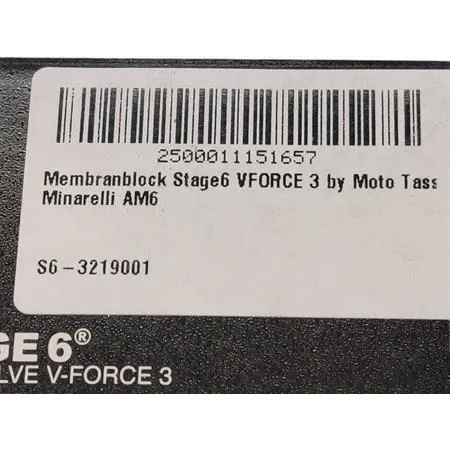 2500011151657
Membranblock Stage6 VFORCE 3 by Moto Tass
Minarelli AM6
S6-3219001
GE 6®
LVE V-FORCE 3